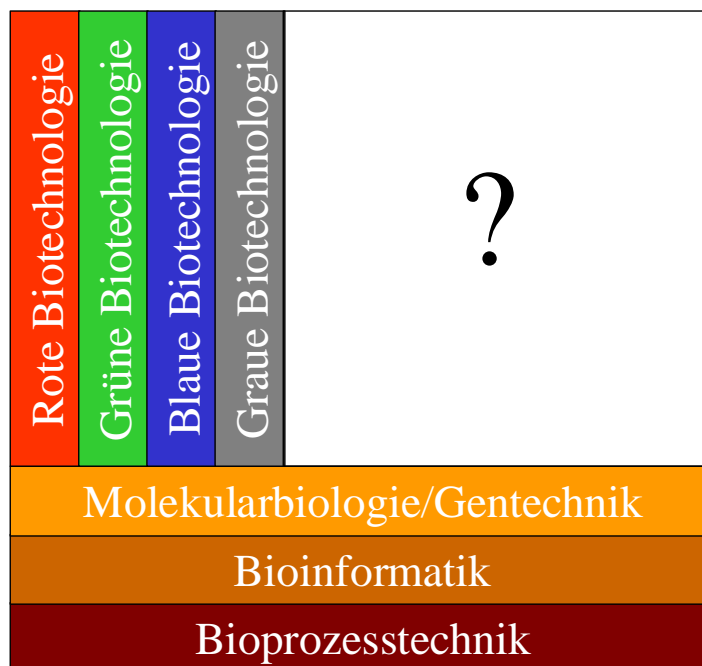 Rote Biotechnologie
Grüne Biotechnologie
Blaue Biotechnologie
Graue Biotechnologie
?
Molekularbiologie/Gentechnik
Bioinformatik
Bioprozesstechnik